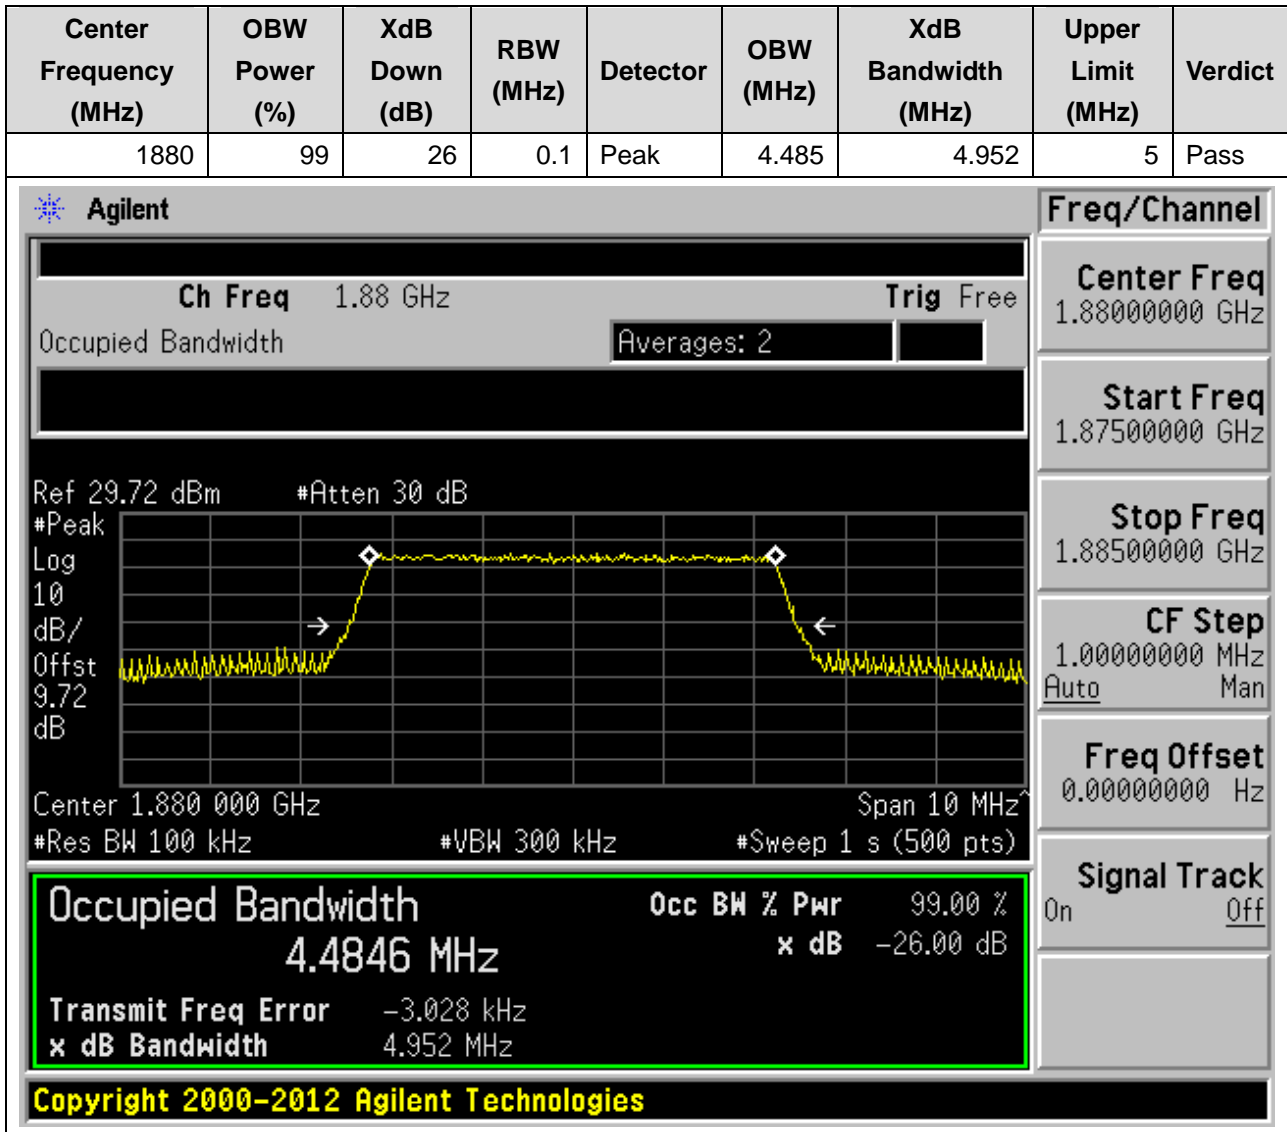 Center Frequency (MHz) OBW Power (%) XdB Down (dB) RBW (MHz) Detector OBW (MHz) XdB Bandwidth (MHz) Upper Limit (MHz) Verdict
1880 99 26 0.1 Peak 4.485 4.952 5 Pass
Agilent
Freq/Channel
Ch Freq 1.88 GHz Trig Free
Occupied Bandwidth Averages: 2
Ref 29.72 dBm #Atten 30 dB
#Peak
Log
10
dB/
Offst
9.72
dB
Center 1.880 000 GHz Span 10 MHz^
#Res BW 100 kHz #VBW 300 kHz #Sweep 1 s (500 pts)
Occupied Bandwidth Occ BW % Pwr 99.00 %
4.4846 MHz x dB -26.00 dB
Transmit Freq Error -3.028 kHz
x dB Bandwidth 4.952 MHz
Center Freq
1.88000000 GHz
Start Freq
1.87500000 GHz
Stop Freq
1.88500000 GHz
CF Step
1.00000000 MHz
Auto Man
Freq Offset
0.00000000 Hz
Signal Track
On Off
Copyright 2000-2012 Agilent Technologies